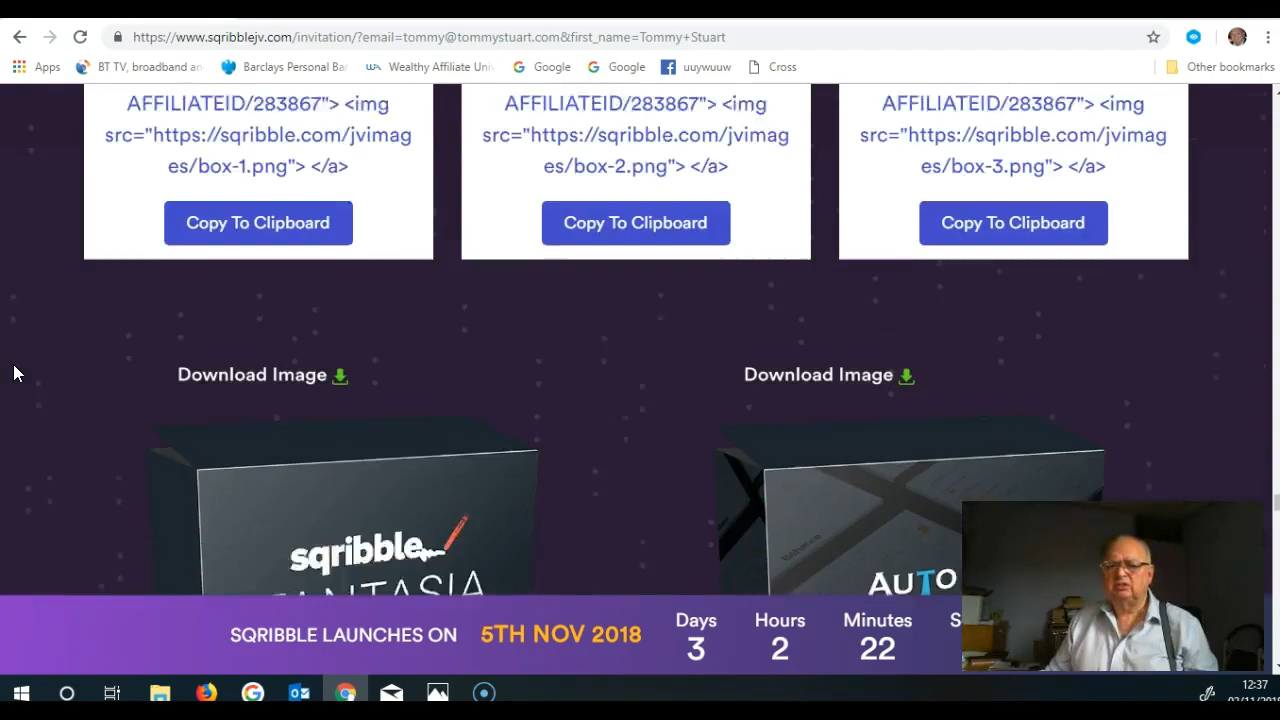 https://www.sqribblejv.com/invitation/?email=tommy@tommystuart.com&first_name=Tommy+Stuart
Apps BT TV, broadband an Barclays Personal Ba Wealthy Affiliate Uni Google Google uuywuuw Cross Other bookmarks
AFFILIATEID/283867"> <img AFFILIATEID/283867"> <img AFFILIATEID/283867"> <img
src="https://sqribble.com/jvimag src="https://sqribble.com/jvimag src="https://sqribble.com/jvimag
es/box-1.png"> </a> es/box-2.png"> </a> es/box-3.png"> </a>
Copy To Clipboard Copy To Clipboard Copy To Clipboard
Download Image Download Image
sqribble
FANTASIA
AUTO
SQRIBBLE LAUNCHES ON 5TH NOV 2018
Days Hours Minutes S
3 2 22
12:37